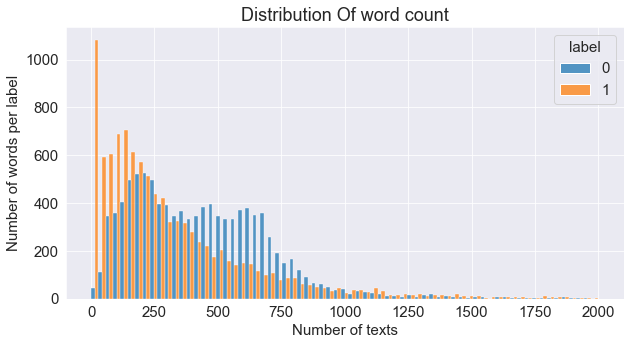 Distribution Of word count
Number of words per label
1000
800
600
400
200
0
label
0
1
0 250 500 750 1000 1250 1500 1750 2000
Number of texts